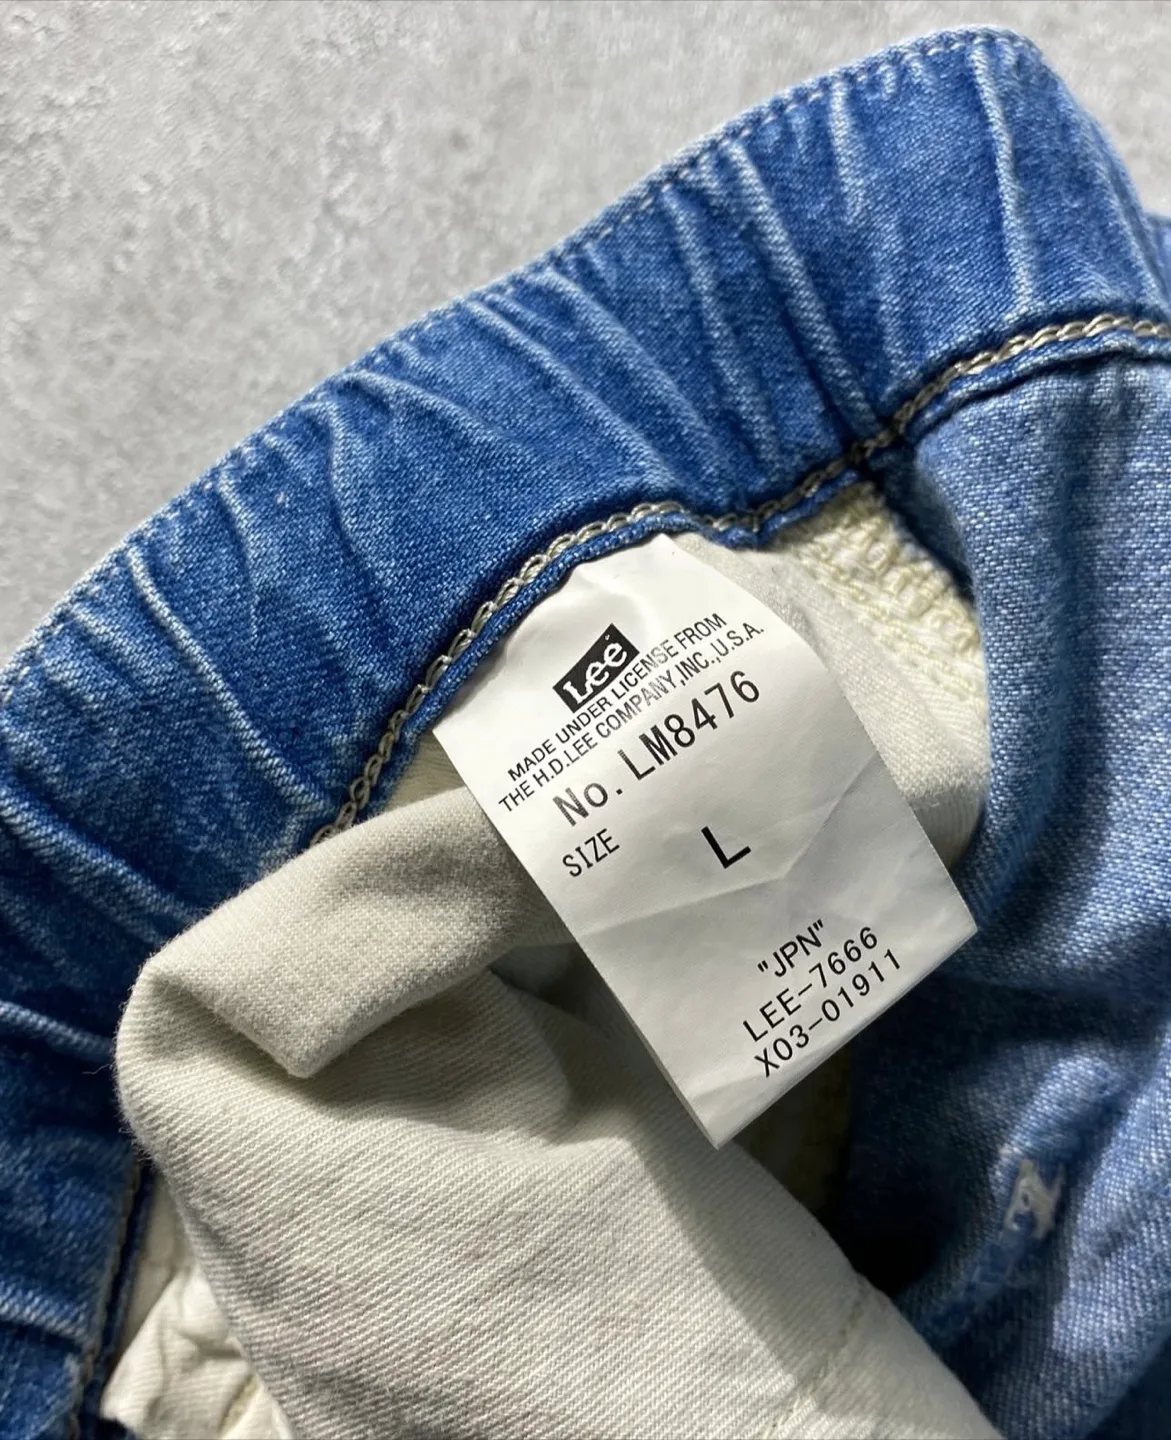 Lee
MADE UNDER LICENSE FROM
THE H.D.LEE COMPANY,INC.,U.S.A.
No. LM8476
SIZE L
"JPN"
LEE-7666
X03-01911